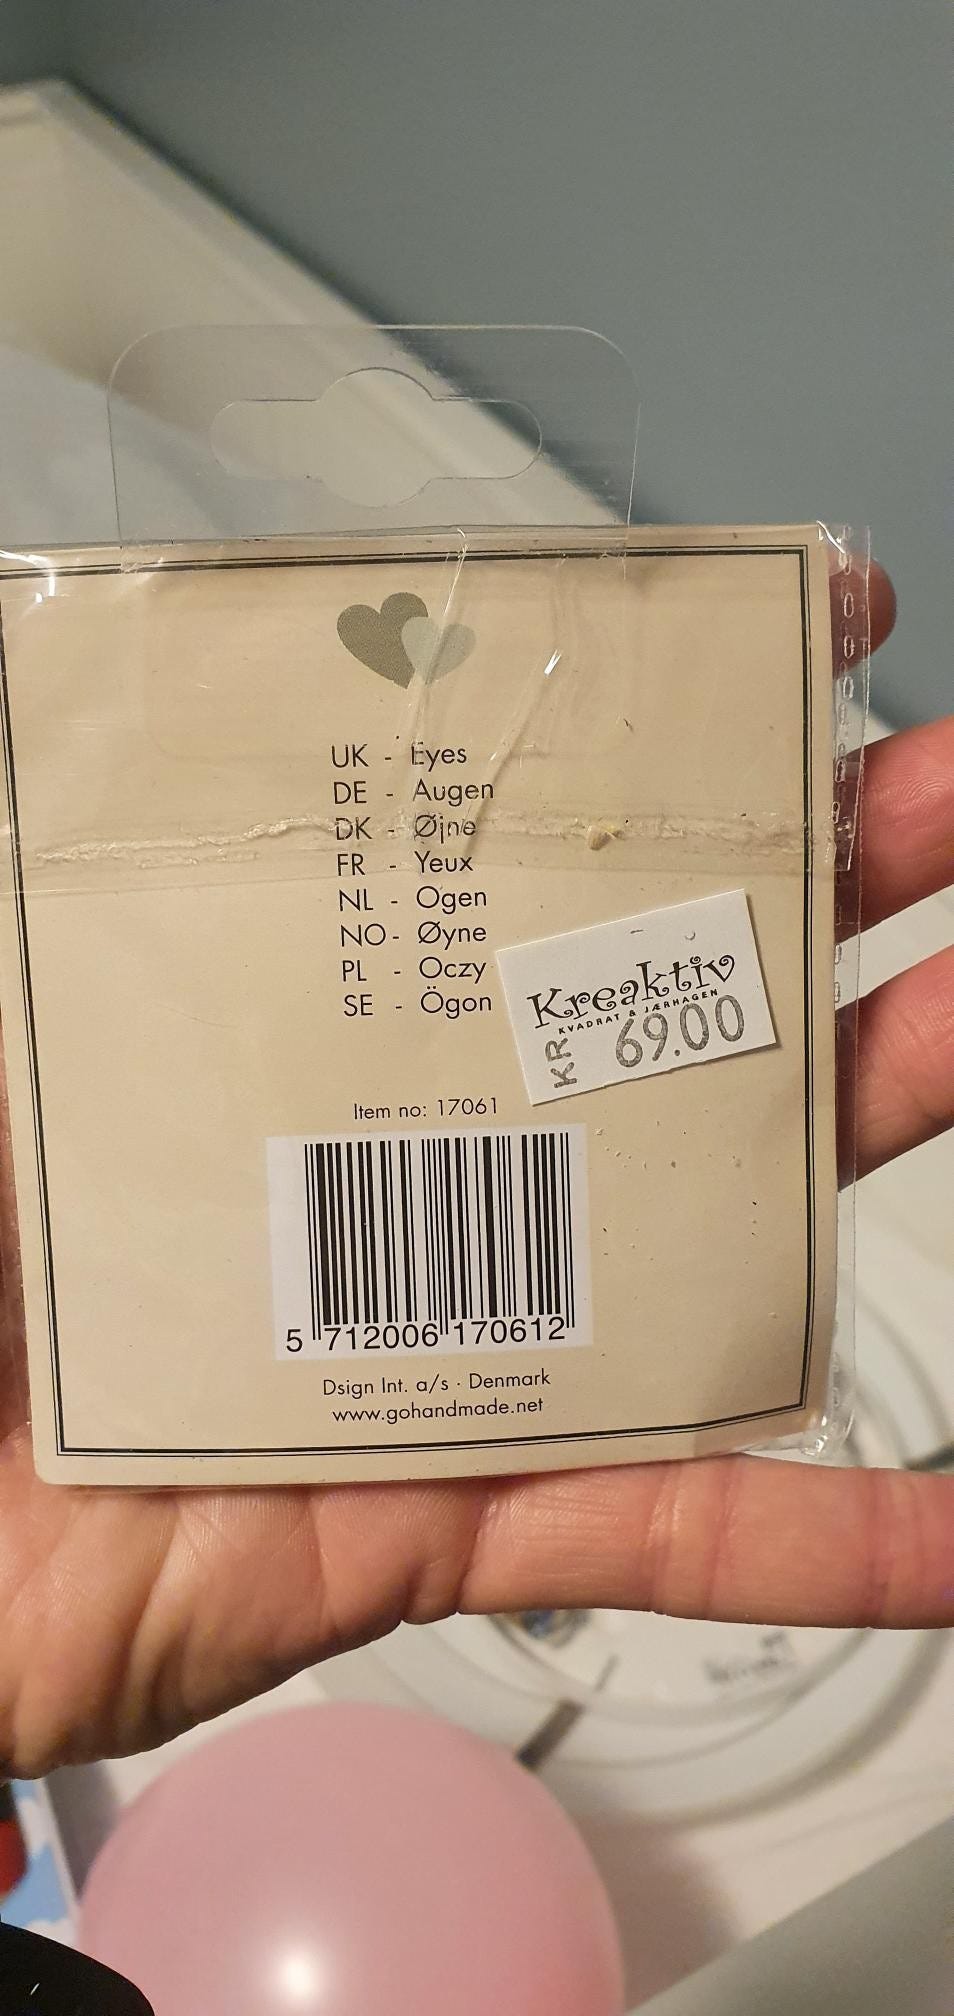 UK - Eyes
DE - Augen
DK - Øjne
FR - Yeux
NL - Ogen
NO - Øyne
PL - Oczy
SE - Ögon
Kreaktiv
KVADRAT & JÆRHAGEN
KR 69.00
Item no: 17061
5 712006 170612
Dsign Int. a/s · Denmark
www.gohandmade.net